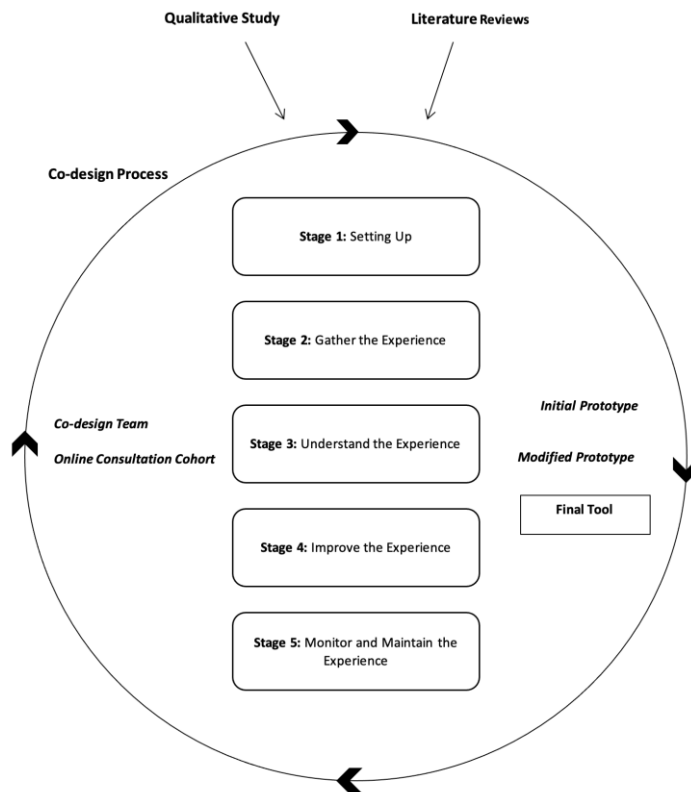 Qualitative Study
Literature Reviews
Co-design Process
Stage 1: Setting Up
Stage 2: Gather the Experience
Stage 3: Understand the Experience
Stage 4: Improve the Experience
Stage 5: Monitor and Maintain the
Experience
Co-design Team
Online Consultation Cohort
Initial Prototype
Modified Prototype
Final Tool